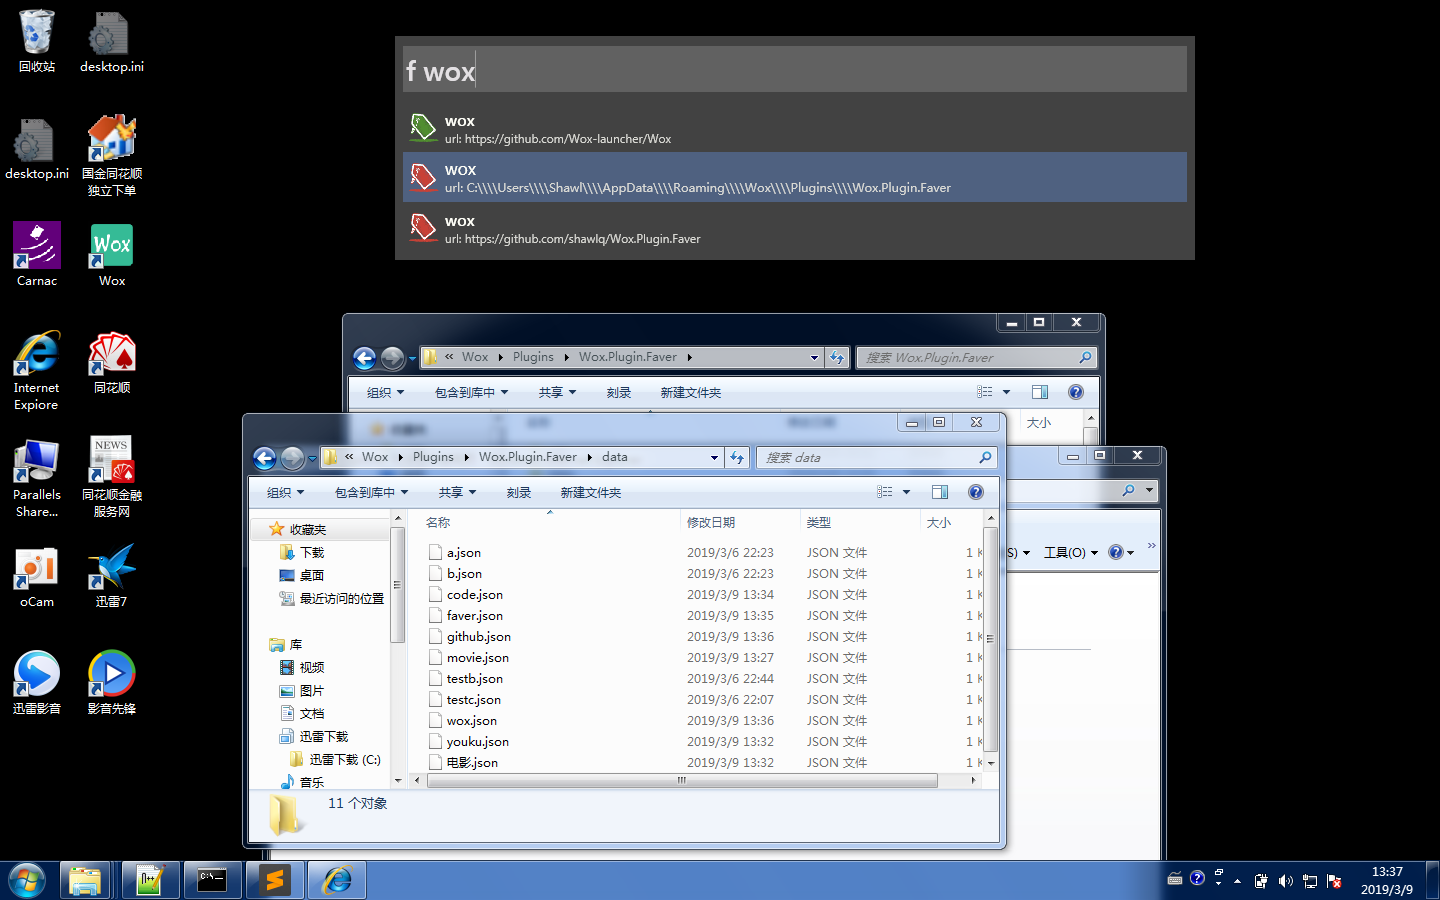 回收站
desktop.ini
desktop.ini
国金同花顺
独立下单
Carnac
Wox
Wox
Internet
Explore
同花顺
Parallels
Share...
NEWS
同花顺金融
服务网
oCam
迅雷7
迅雷影音
影音先锋
f wox
wox
url: https://github.com/Wox-launcher/Wox
wox
url: C:\\\\Users\\\\Shawl\\\\AppData\\\\Roaming\\\\Wox\\\\Plugins\\\\Wox.Plugin.Faver
wox
url: https://github.com/shawlq/Wox.Plugin.Faver
« Wox Plugins Wox.Plugin.Faver
搜索 Wox.Plugin.Faver
组织 包含到库中 共享 刻录 新建文件夹
大小
« Wox Plugins Wox.Plugin.Faver data
搜索 data
组织 包含到库中 共享 刻录 新建文件夹
S) 工具(O) »
收藏夹
下载
桌面
最近访问的位置
库
视频
图片
文档
迅雷下载
迅雷下载 (C:)
音乐
名称 修改日期 类型 大小
a.json 2019/3/6 22:23 JSON 文件 1 K
b.json 2019/3/6 22:23 JSON 文件 1 K
code.json 2019/3/9 13:34 JSON 文件 1 K
faver.json 2019/3/9 13:35 JSON 文件 1 K
github.json 2019/3/9 13:36 JSON 文件 1 K
movie.json 2019/3/9 13:27 JSON 文件 1 K
testb.json 2019/3/6 22:44 JSON 文件 1 K
testc.json 2019/3/6 22:07 JSON 文件 1 K
wox.json 2019/3/9 13:36 JSON 文件 1 K
youku.json 2019/3/9 13:32 JSON 文件 1 K
电影.json 2019/3/9 13:32 JSON 文件 1 K
11 个对象
13:37
2019/3/9